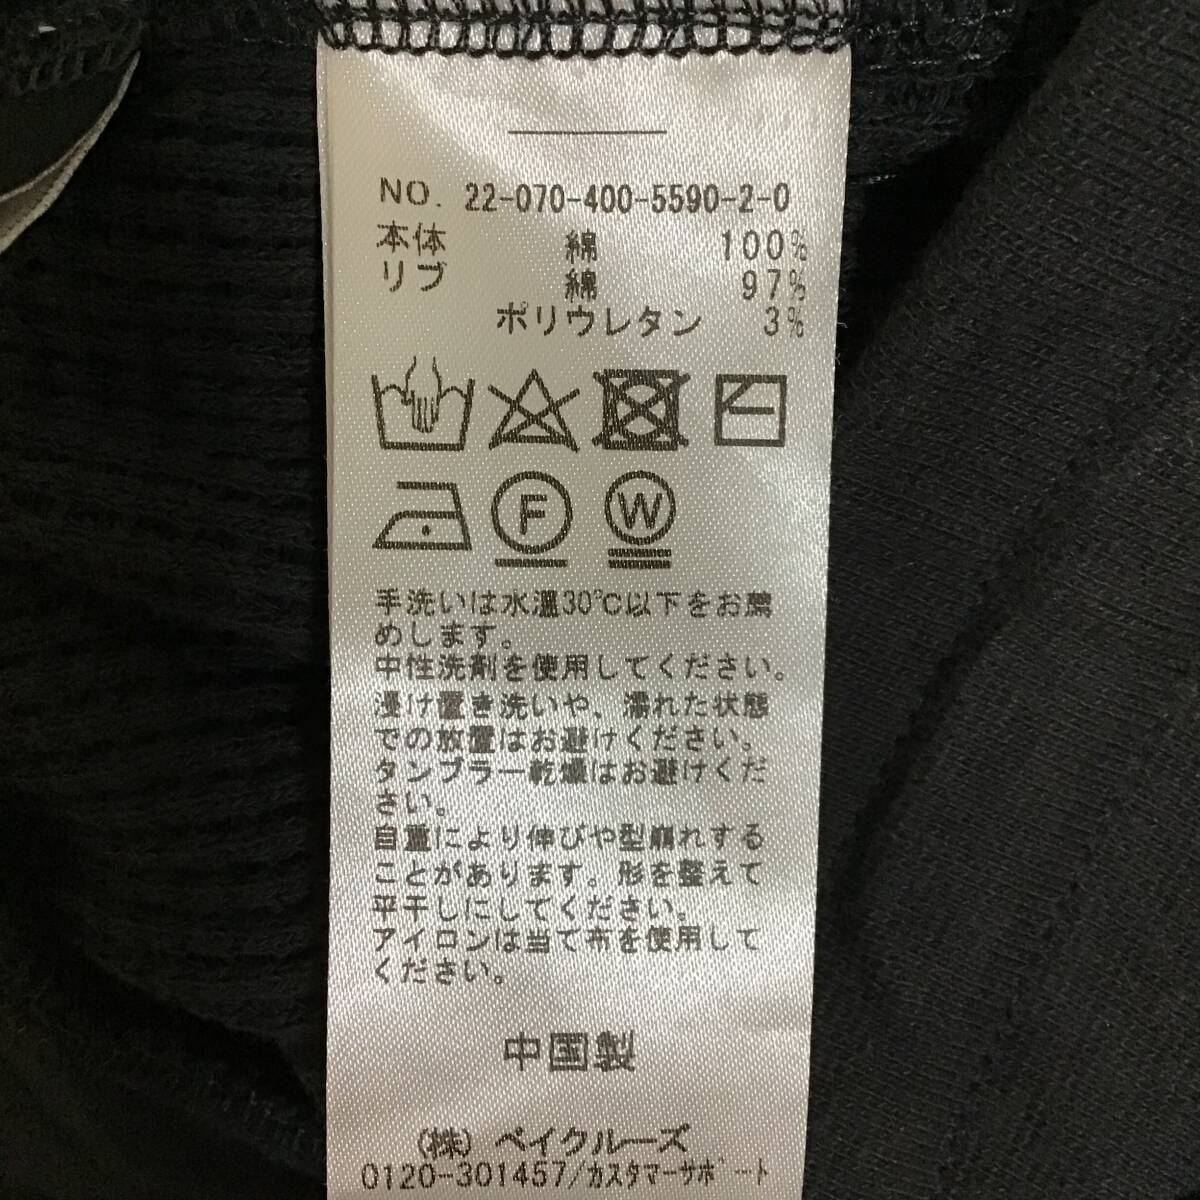 NO. 22-070-400-5590-2-0
本体 綿 100%
リブ 綿 97%
ポリウレタン 3%
F W
手洗いは水温30℃以下をお薦
めします。
中性洗剤を使用してください。
浸け置き洗いや、濡れた状態
での放置はお避けください。
タンブラー乾燥はお避けくだ
さい。
自重により伸びや型崩れする
ことがあります。形を整えて
平干しにしてください。
アイロンは当て布を使用して
ください。
中国製
(株) ベイクルーズ
0120-301457/カスタマーサポート